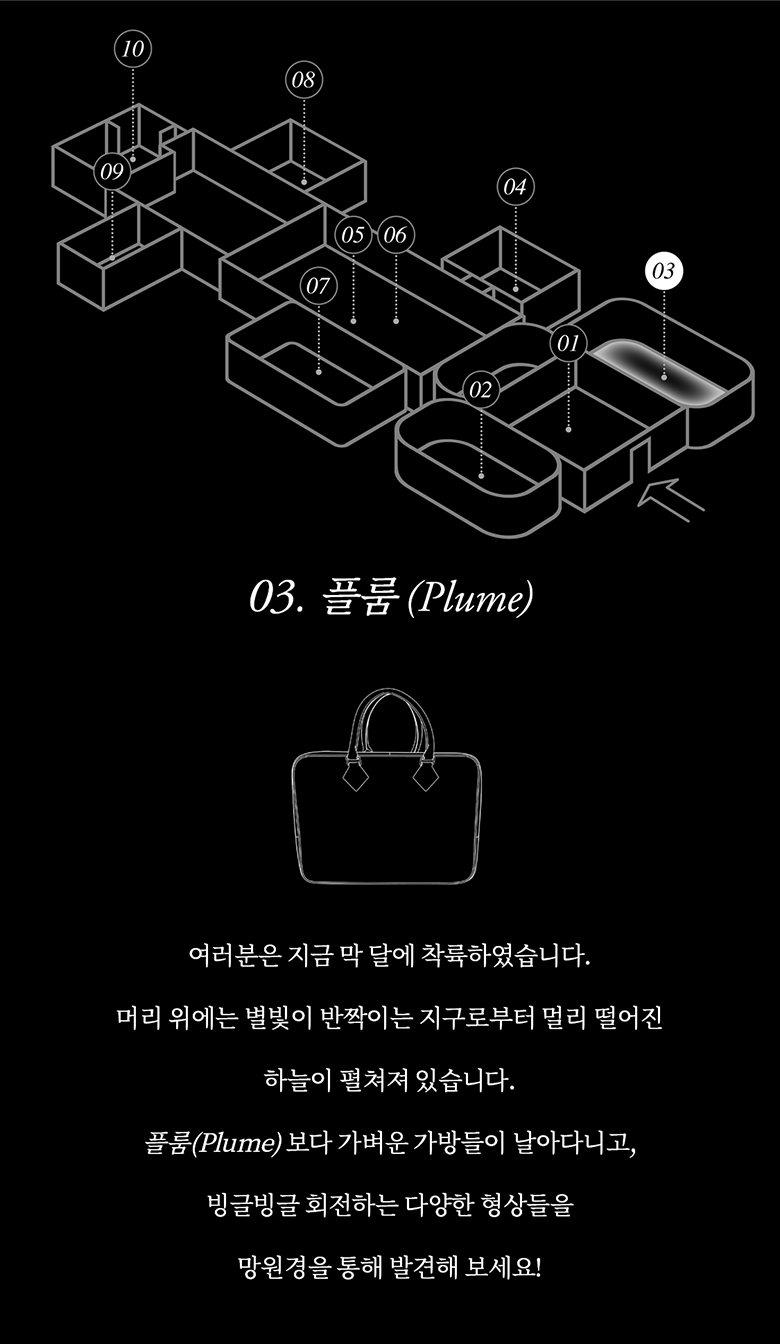 10
08
09
04
05 06
03
07
01
02
03. 플룸 (Plume)
여러분은 지금 막 달에 착륙하였습니다.
머리 위에는 별빛이 반짝이는 지구로부터 멀리 떨어진
하늘이 펼쳐져 있습니다.
플룸(Plume) 보다 가벼운 가방들이 날아다니고,
빙글빙글 회전하는 다양한 형상들을
망원경을 통해 발견해 보세요!